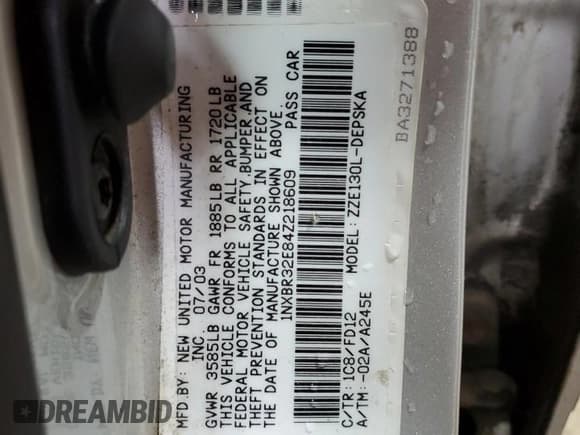 MFD.BY: NEW UNITED MOTOR MANUFACTURING
INC 07/03
GVWR 3585LB GAWR FR 1885LB RR 1720LB
THIS VEHICLE CONFORMS TO ALL APPLICABLE
FEDERAL MOTOR VEHICLE SAFETY,BUMPER,AND
THEFT PREVENTION STANDARDS IN EFFECT ON
THE DATE OF MANUFACTURE SHOWN ABOVE.
1NXBR32E84Z218609 PASS CAR
MODEL: ZZE130L-DEPSKA
C/TR: 1C8/FD12
A/TM: -02A/A245E
BA3271388
DREAMBID